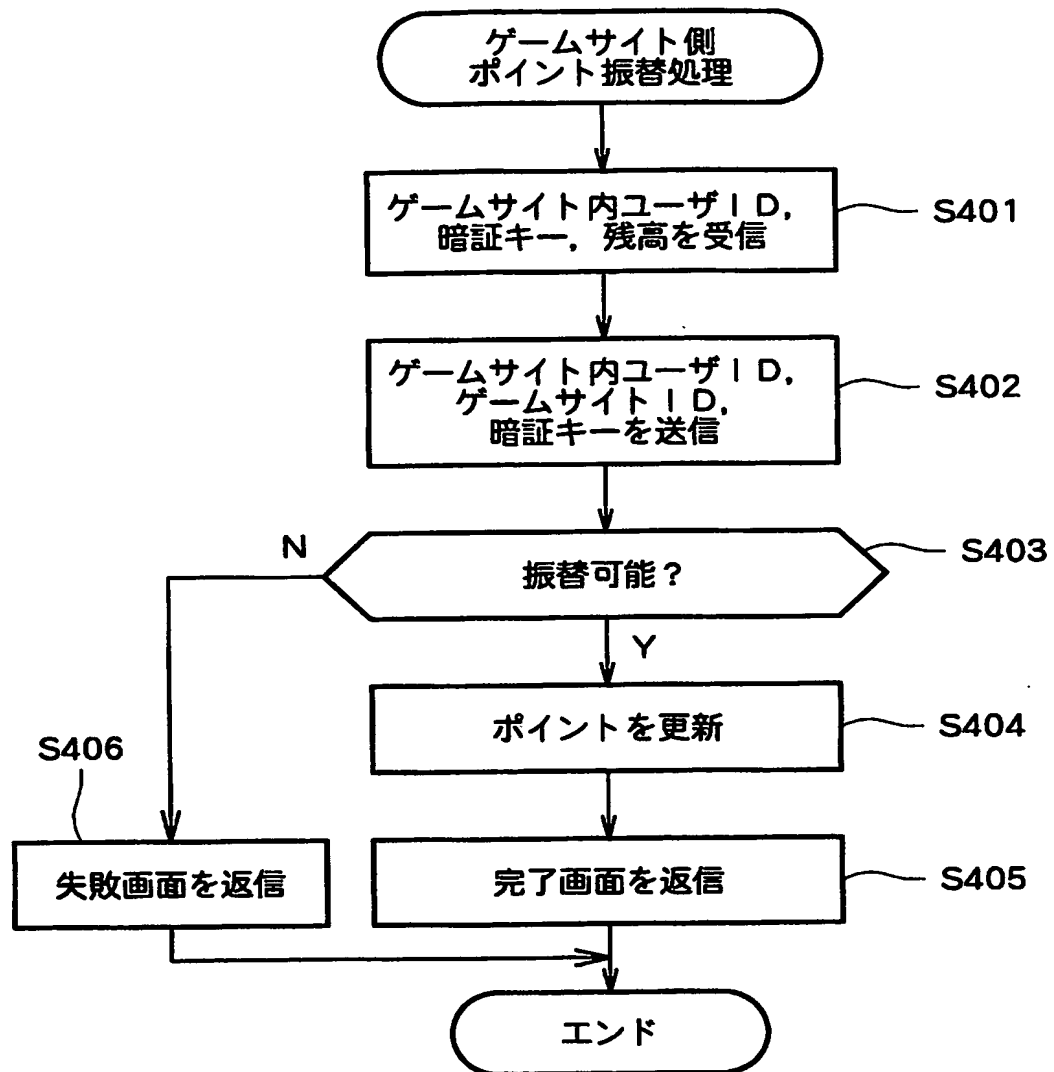 ゲームサイト側
ポイント振替処理
ゲームサイト内ユーザID,
暗証キー, 残高を受信
S401
ゲームサイト内ユーザID,
ゲームサイトID,
暗証キーを送信
S402
N
振替可能?
S403
Y
ポイントを更新
S404
S406
失敗画面を返信
完了画面を返信
S405
エンド